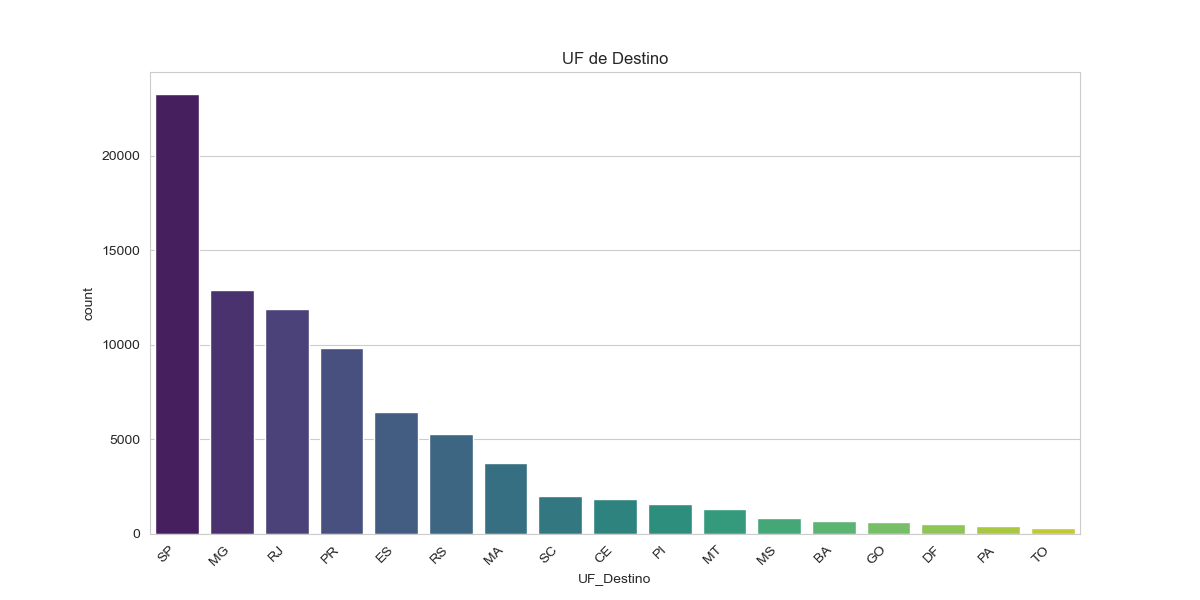 UF de Destino
count
20000
15000
10000
5000
0
SP MG RJ PR ES RS MA SC CE PI MT MS BA GO DF PA TO
UF_Destino